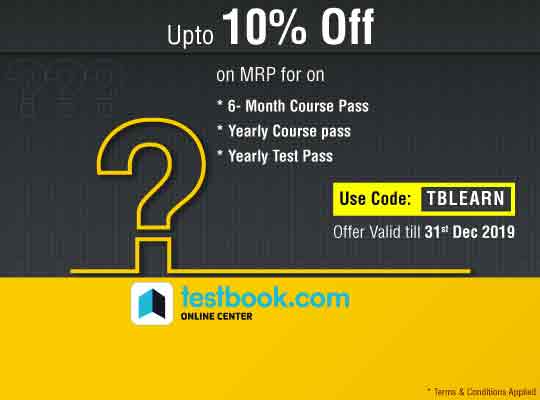 Upto 10% Off
on MRP for on
* 6- Month Course Pass
* Yearly Course pass
* Yearly Test Pass
Use Code: TBLEARN
Offer Valid till 31st Dec 2019
testbook.com
ONLINE CENTER
* Terms & Conditions Applied